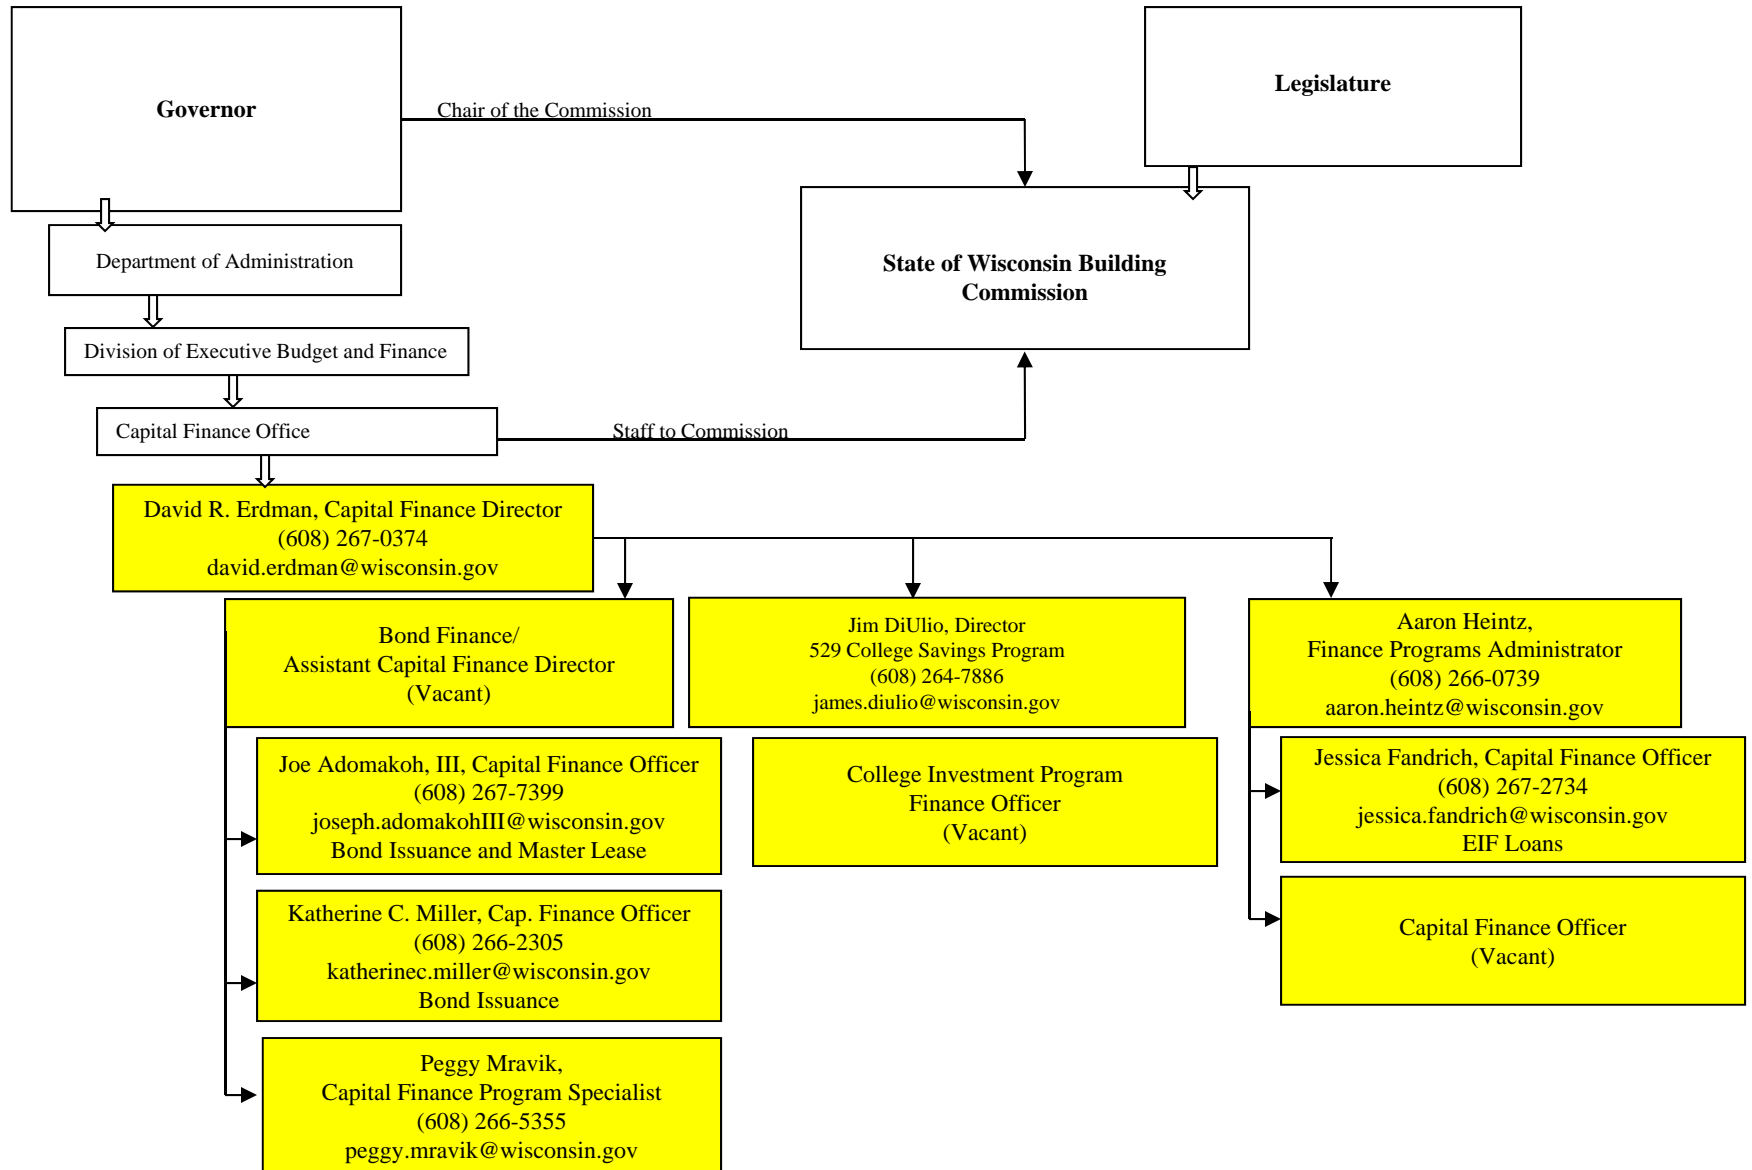 Governor
Chair of the Commission
Legislature
State of Wisconsin Building
Commission
Department of Administration
Division of Executive Budget and Finance
Capital Finance Office
Staff to Commission
David R. Erdman, Capital Finance Director
(608) 267-0374
david.erdman@wisconsin.gov
Bond Finance/
Assistant Capital Finance Director
(Vacant)
Joe Adomakoh, III, Capital Finance Officer
(608) 267-7399
joseph.adomakohIII@wisconsin.gov
Bond Issuance and Master Lease
Katherine C. Miller, Cap. Finance Officer
(608) 266-2305
katherinec.miller@wisconsin.gov
Bond Issuance
Peggy Mravik,
Capital Finance Program Specialist
(608) 266-5355
peggy.mravik@wisconsin.gov
Jim DiUlio, Director
529 College Savings Program
(608) 264-7886
james.diulio@wisconsin.gov
College Investment Program
Finance Officer
(Vacant)
Aaron Heintz,
Finance Programs Administrator
(608) 266-0739
aaron.heintz@wisconsin.gov
Jessica Fandrich, Capital Finance Officer
(608) 267-2734
jessica.fandrich@wisconsin.gov
EIF Loans
Capital Finance Officer
(Vacant)